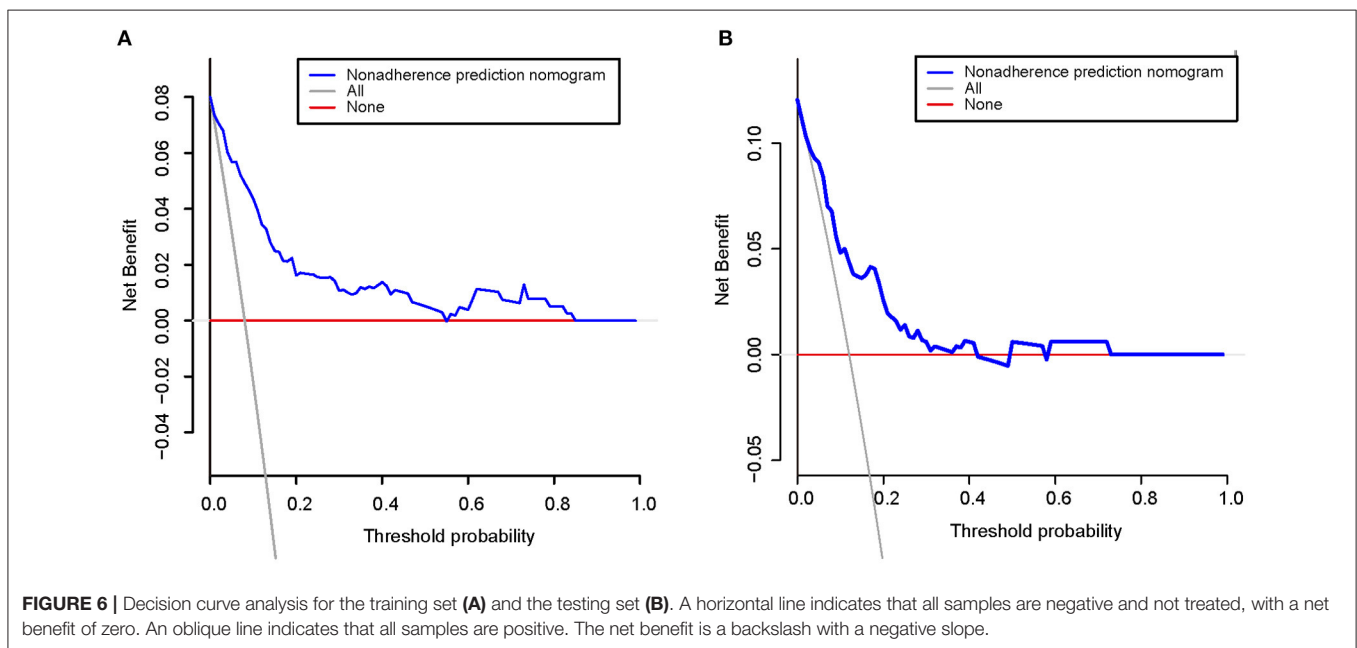 A
Nonadherence prediction nomogram
All
None
Net Benefit
0.08
0.06
0.04
0.02
0.00
−0.02
−0.04
0.0 0.2 0.4 0.6 0.8 1.0
Threshold probability
B
Nonadherence prediction nomogram
All
None
Net Benefit
0.10
0.05
0.00
−0.05
0.0 0.2 0.4 0.6 0.8 1.0
Threshold probability
FIGURE 6 | Decision curve analysis for the training set (A) and the testing set (B). A horizontal line indicates that all samples are negative and not treated, with a net
benefit of zero. An oblique line indicates that all samples are positive. The net benefit is a backslash with a negative slope.